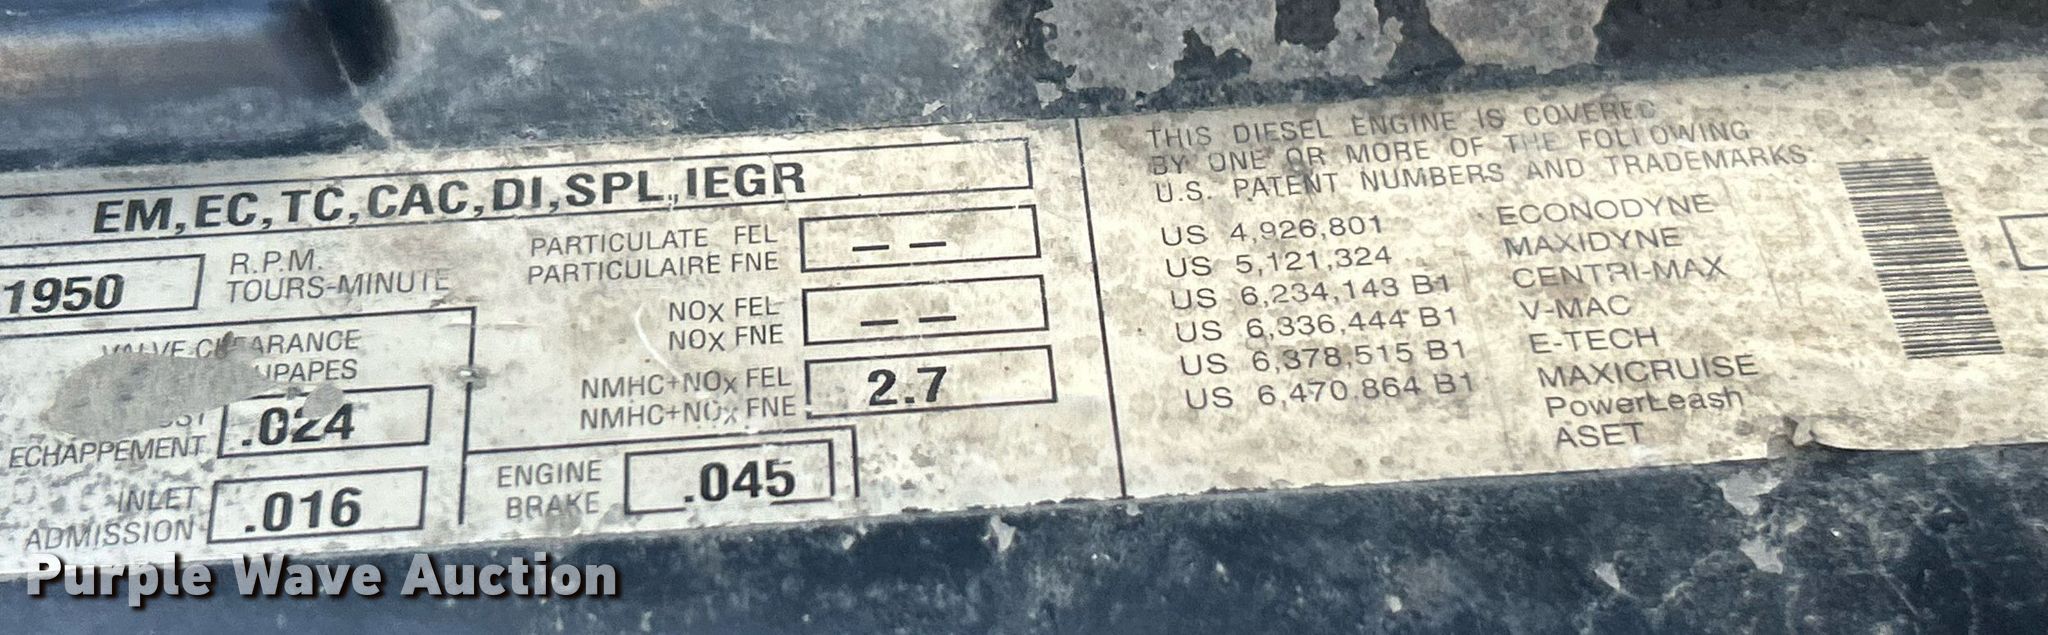 EM, EC, TC, CAC, DI, SPL, IEGR
1950 R.P.M.
TOURS-MINUTE
VALVE CLEARANCE
ECHAPPEMENT .024
INLET
ADMISSION .016
PARTICULATE FEL
PARTICULAIRE FNE
— —
NOx FEL
NOx FNE
— —
NMHC+NOx FEL
NMHC+NOx FNE
2.7
ENGINE
BRAKE
.045
THIS DIESEL ENGINE IS COVERED
BY ONE OR MORE OF THE FOLLOWING
U.S. PATENT NUMBERS AND TRADEMARKS:
US 4,926,801
US 5,121,324
US 6,234,143 B1
US 6,336,444 B1
US 6,378,515 B1
US 6,470.864 B1
ECONODYNE
MAXIDYNE
CENTRI-MAX
V-MAC
E-TECH
MAXICRUISE
PowerLeash
ASET
Purple Wave Auction